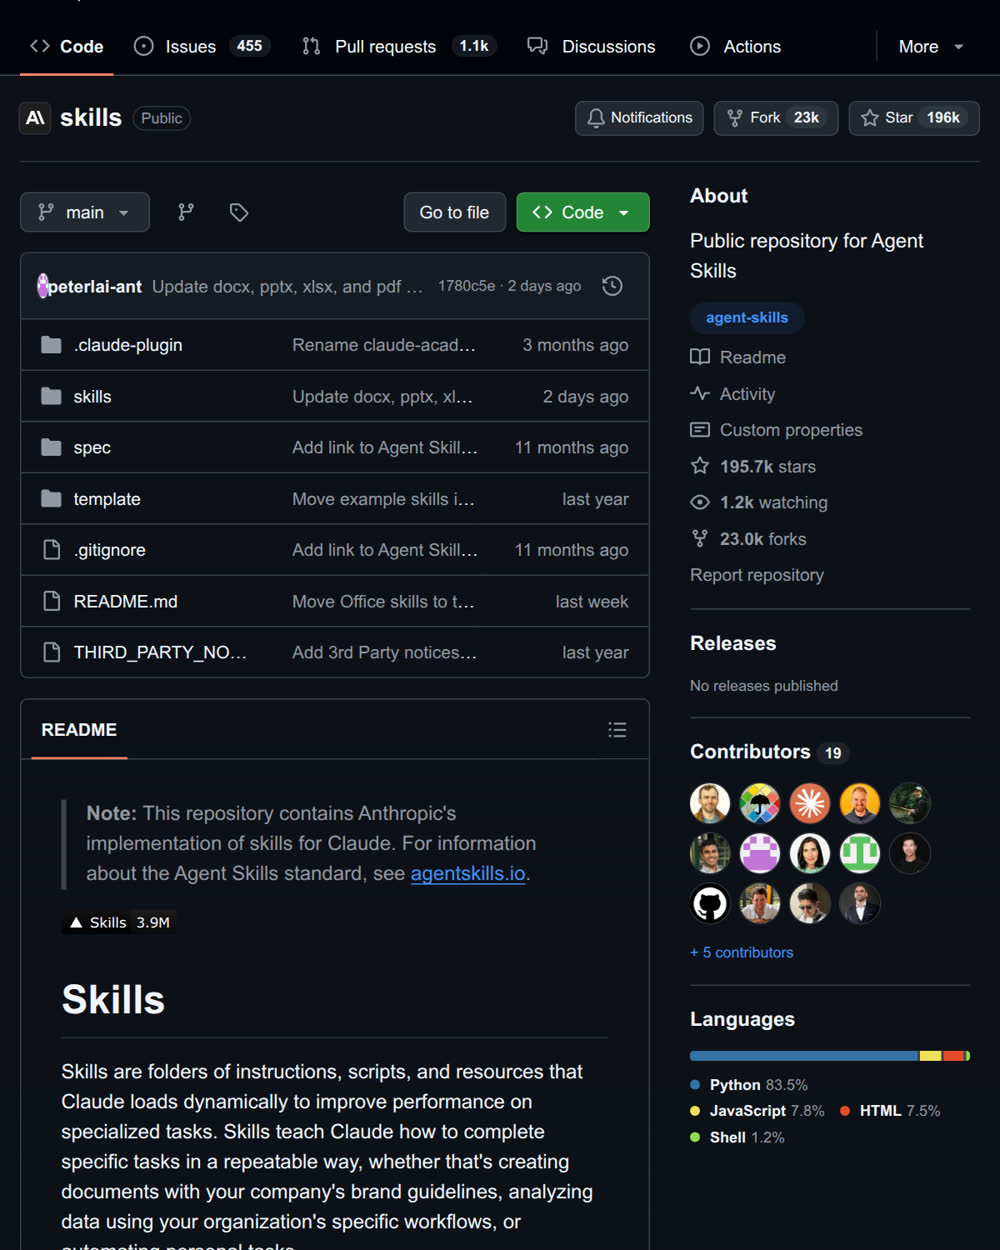 Code Issues 455 Pull requests 1.1k Discussions Actions More
skills Public Notifications Fork 23k Star 196k
main Go to file Code
peterlai-ant Update docx, pptx, xlsx, and pdf … 1780c5e · 2 days ago
.claude-plugin Rename claude-acad… 3 months ago
skills Update docx, pptx, xl… 2 days ago
spec Add link to Agent Skill… 11 months ago
template Move example skills i… last year
.gitignore Add link to Agent Skill… 11 months ago
README.md Move Office skills to t… last week
THIRD_PARTY_NO… Add 3rd Party notices… last year
README
Note: This repository contains Anthropic's
implementation of skills for Claude. For information
about the Agent Skills standard, see agentskills.io.
Skills 3.9M
Skills
Skills are folders of instructions, scripts, and resources that
Claude loads dynamically to improve performance on
specialized tasks. Skills teach Claude how to complete
specific tasks in a repeatable way, whether that's creating
documents with your company's brand guidelines, analyzing
data using your organization's specific workflows, or
automating personal tasks.
About
Public repository for Agent
Skills
agent-skills
Readme
Activity
Custom properties
195.7k stars
1.2k watching
23.0k forks
Report repository
Releases
No releases published
Contributors 19
+ 5 contributors
Languages
Python 83.5%
JavaScript 7.8% HTML 7.5%
Shell 1.2%